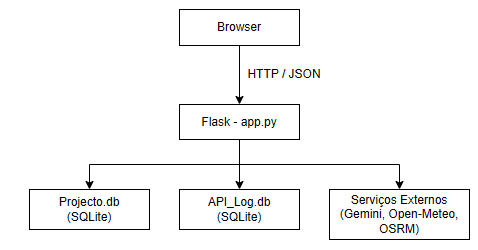 Browser
HTTP / JSON
Flask - app.py
Projecto.db
(SQLite)
API_Log.db
(SQLite)
Serviços Externos
(Gemini, Open-Meteo,
OSRM)